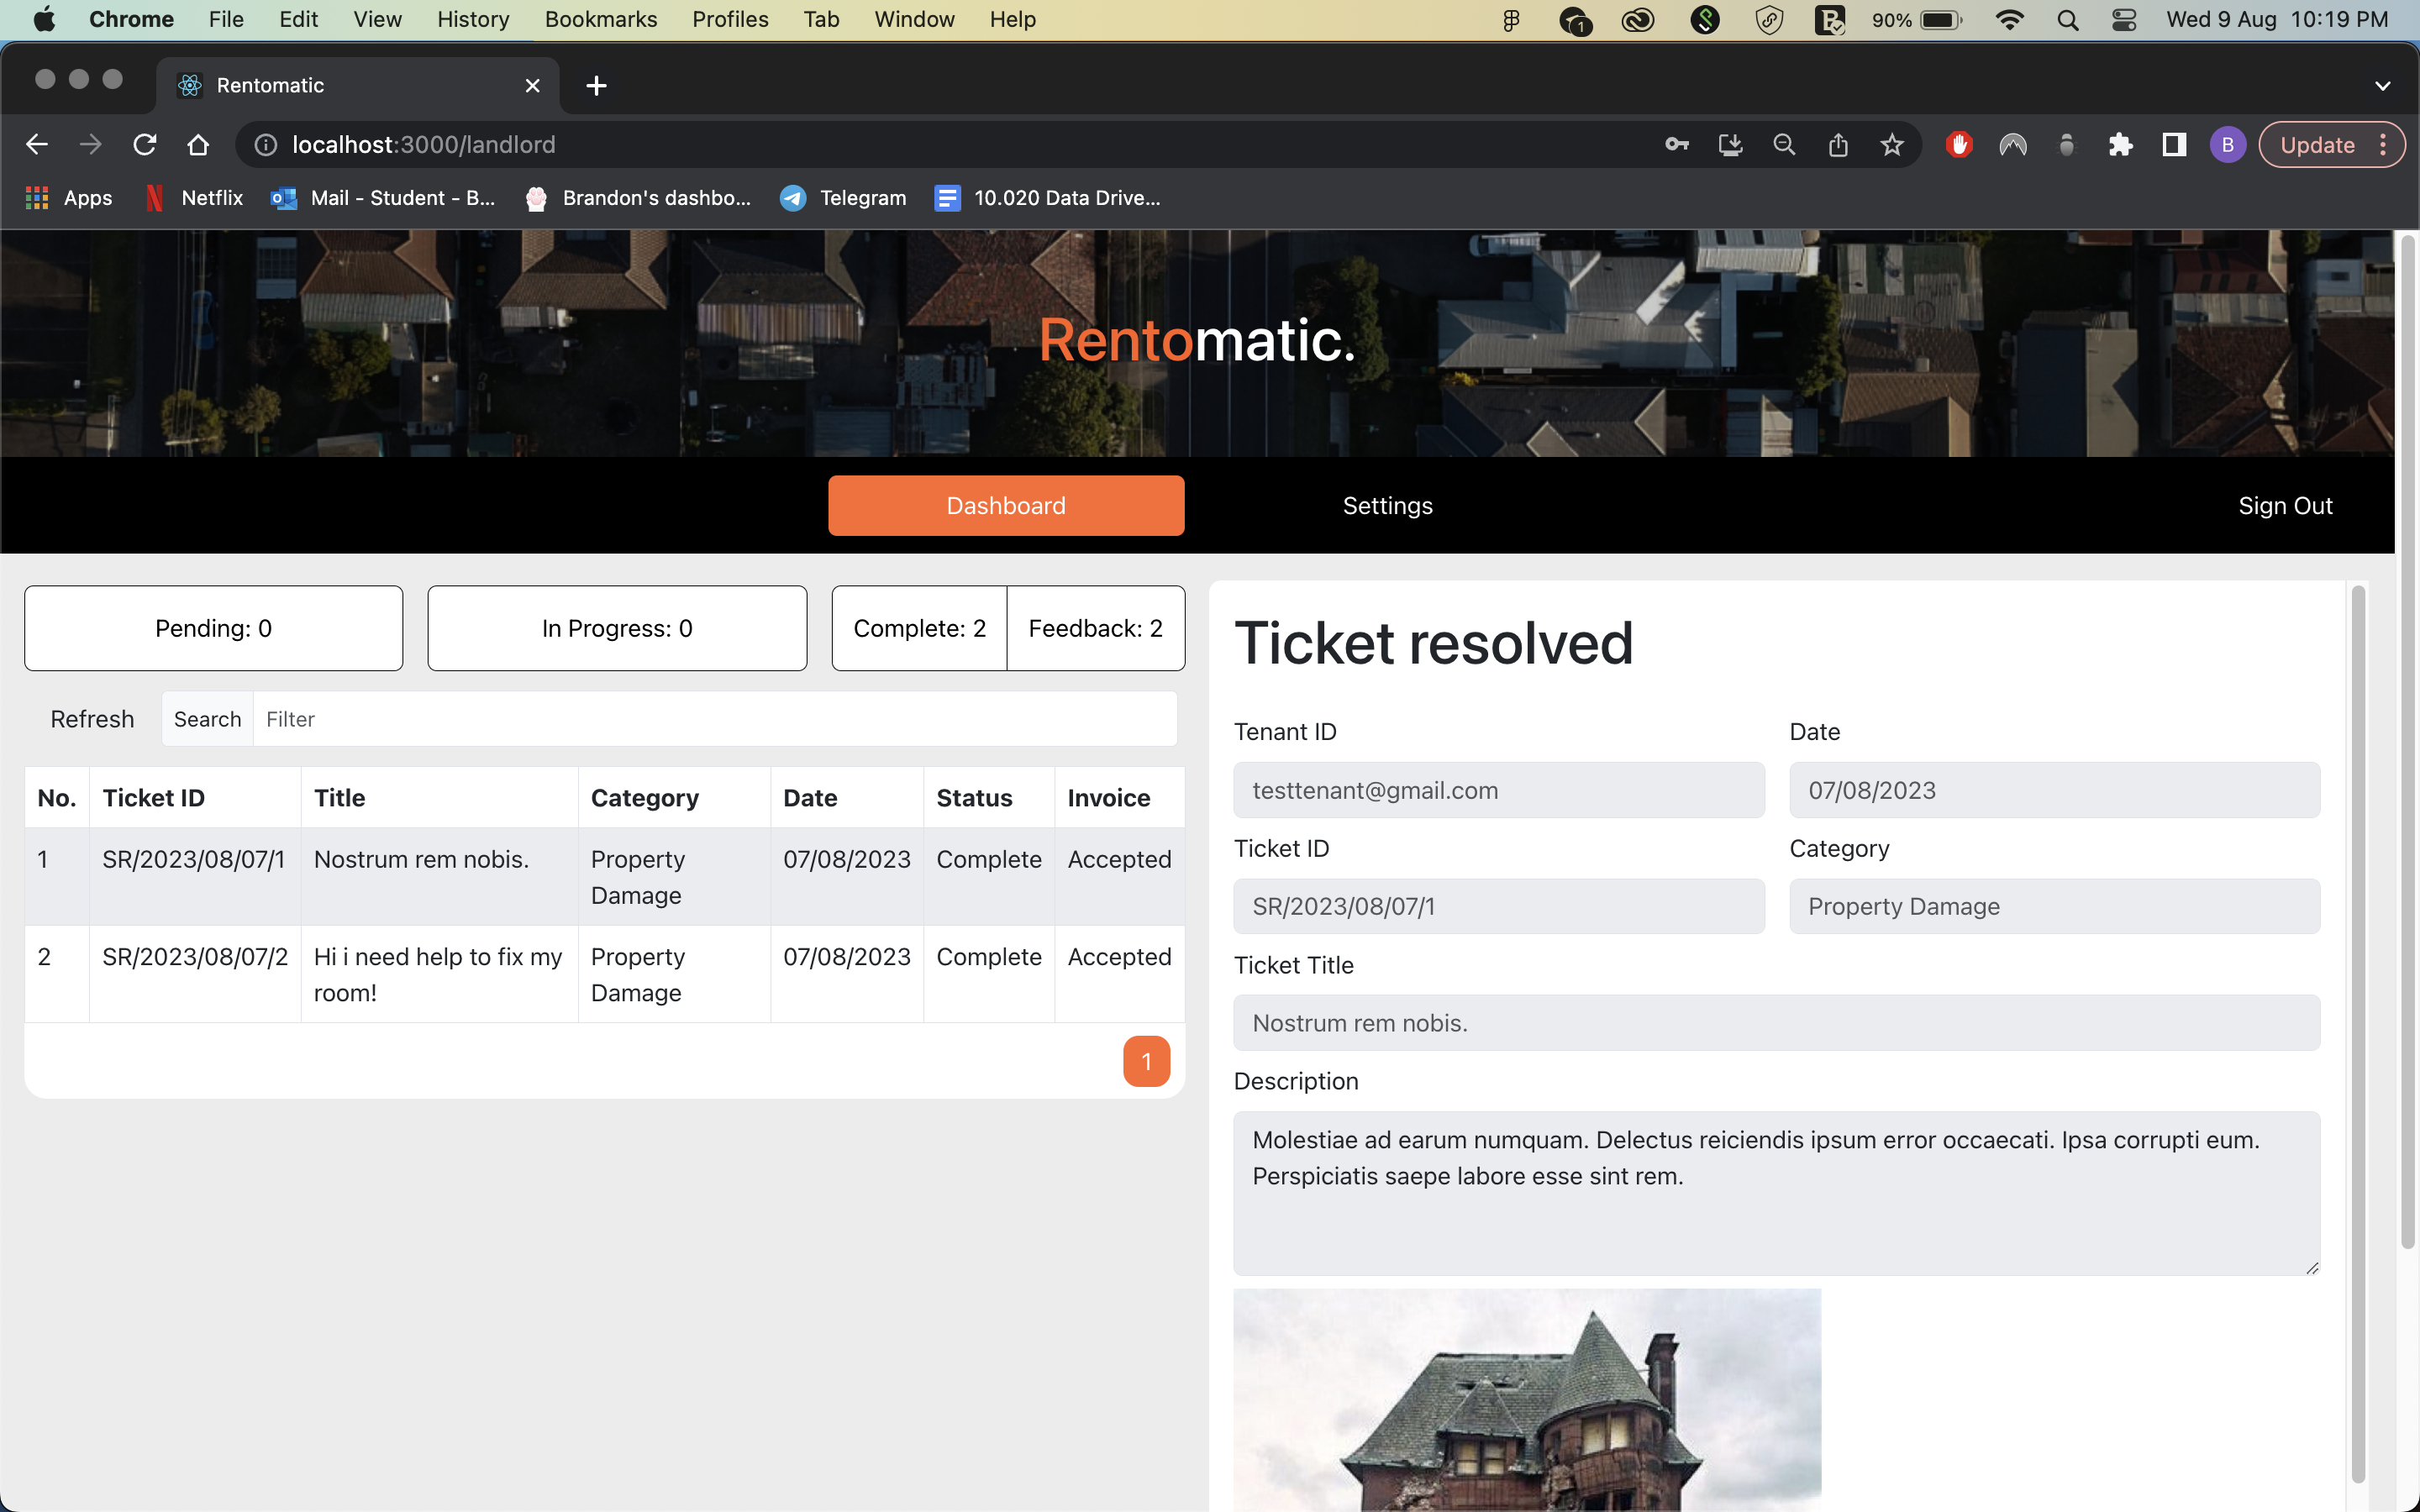 Chrome File Edit View History Bookmarks Profiles Tab Window Help 1 90% Wed 9 Aug 10:19 PM
Rentomatic
localhost:3000/landlord B Update
Apps Netflix Mail - Student - B... Brandon's dashbo... Telegram 10.020 Data Drive...
Rentomatic.
Dashboard Settings Sign Out
Pending: 0 In Progress: 0 Complete: 2 Feedback: 2
Refresh Search Filter
No. Ticket ID Title Category Date Status Invoice
1 SR/2023/08/07/1 Nostrum rem nobis. Property 07/08/2023 Complete Accepted
Damage
2 SR/2023/08/07/2 Hi i need help to fix my Property 07/08/2023 Complete Accepted
room! Damage
1
Ticket resolved
Tenant ID Date
testtenant@gmail.com 07/08/2023
Ticket ID Category
SR/2023/08/07/1 Property Damage
Ticket Title
Nostrum rem nobis.
Description
Molestiae ad earum numquam. Delectus reiciendis ipsum error occaecati. Ipsa corrupti eum.
Perspiciatis saepe labore esse sint rem.